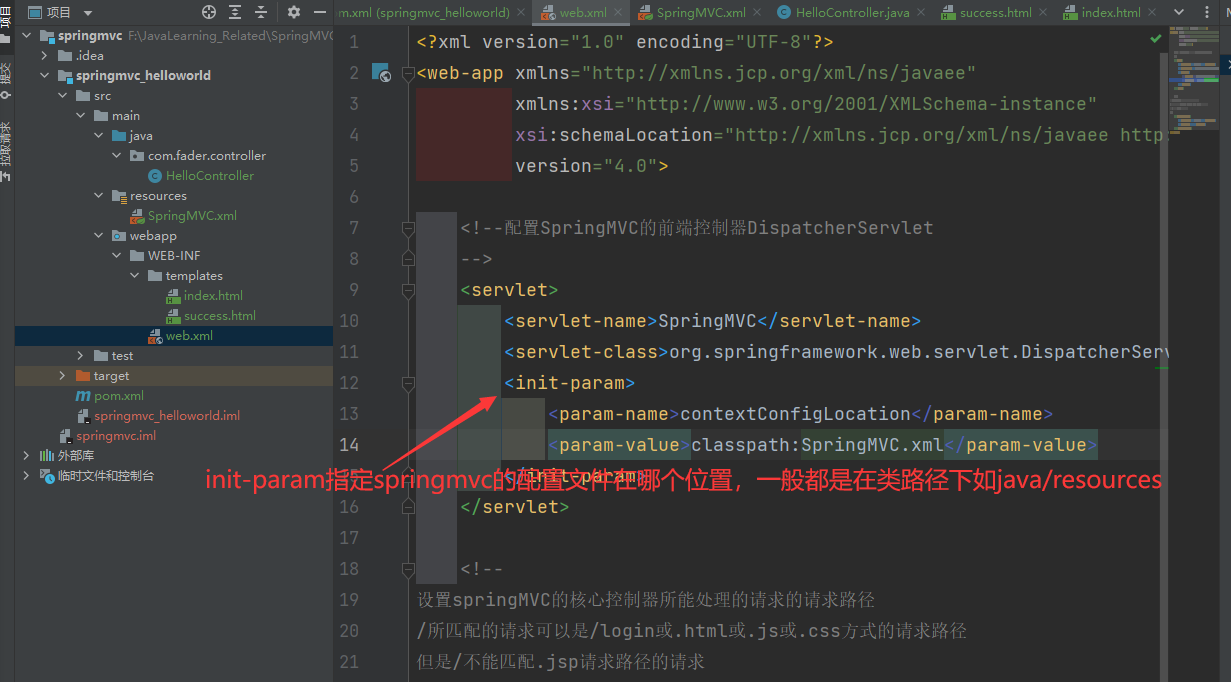 项目
m.xml (springmvc_helloworld)
web.xml
SpringMVC.xml
HelloController.java
success.html
index.html
项目
提交
拉取请求
springmvc F:\JavaLearning_Related\SpringMVC
.idea
springmvc_helloworld
src
main
java
com.fader.controller
HelloController
resources
SpringMVC.xml
webapp
WEB-INF
templates
index.html
success.html
web.xml
test
target
pom.xml
springmvc_helloworld.iml
springmvc.iml
外部库
临时文件和控制台
1 <?xml version="1.0" encoding="UTF-8"?>
2 <web-app xmlns="http://xmlns.jcp.org/xml/ns/javaee"
3 xmlns:xsi="http://www.w3.org/2001/XMLSchema-instance"
4 xsi:schemaLocation="http://xmlns.jcp.org/xml/ns/javaee http
5 version="4.0">
6
7 <!--配置SpringMVC的前端控制器DispatcherServlet
8 -->
9 <servlet>
10 <servlet-name>SpringMVC</servlet-name>
11 <servlet-class>org.springframework.web.servlet.DispatcherServ
12 <init-param>
13 <param-name>contextConfigLocation</param-name>
14 <param-value>classpath:SpringMVC.xml</param-value>
</init-param>
init-param指定springmvc的配置文件在哪个位置，一般都是在类路径下如java/resources
16 </servlet>
17
18 <!--
19 设置springMVC的核心控制器所能处理的请求的请求路径
20 /所匹配的请求可以是/login或.html或.js或.css方式的请求路径
21 但是/不能匹配.jsp请求路径的请求